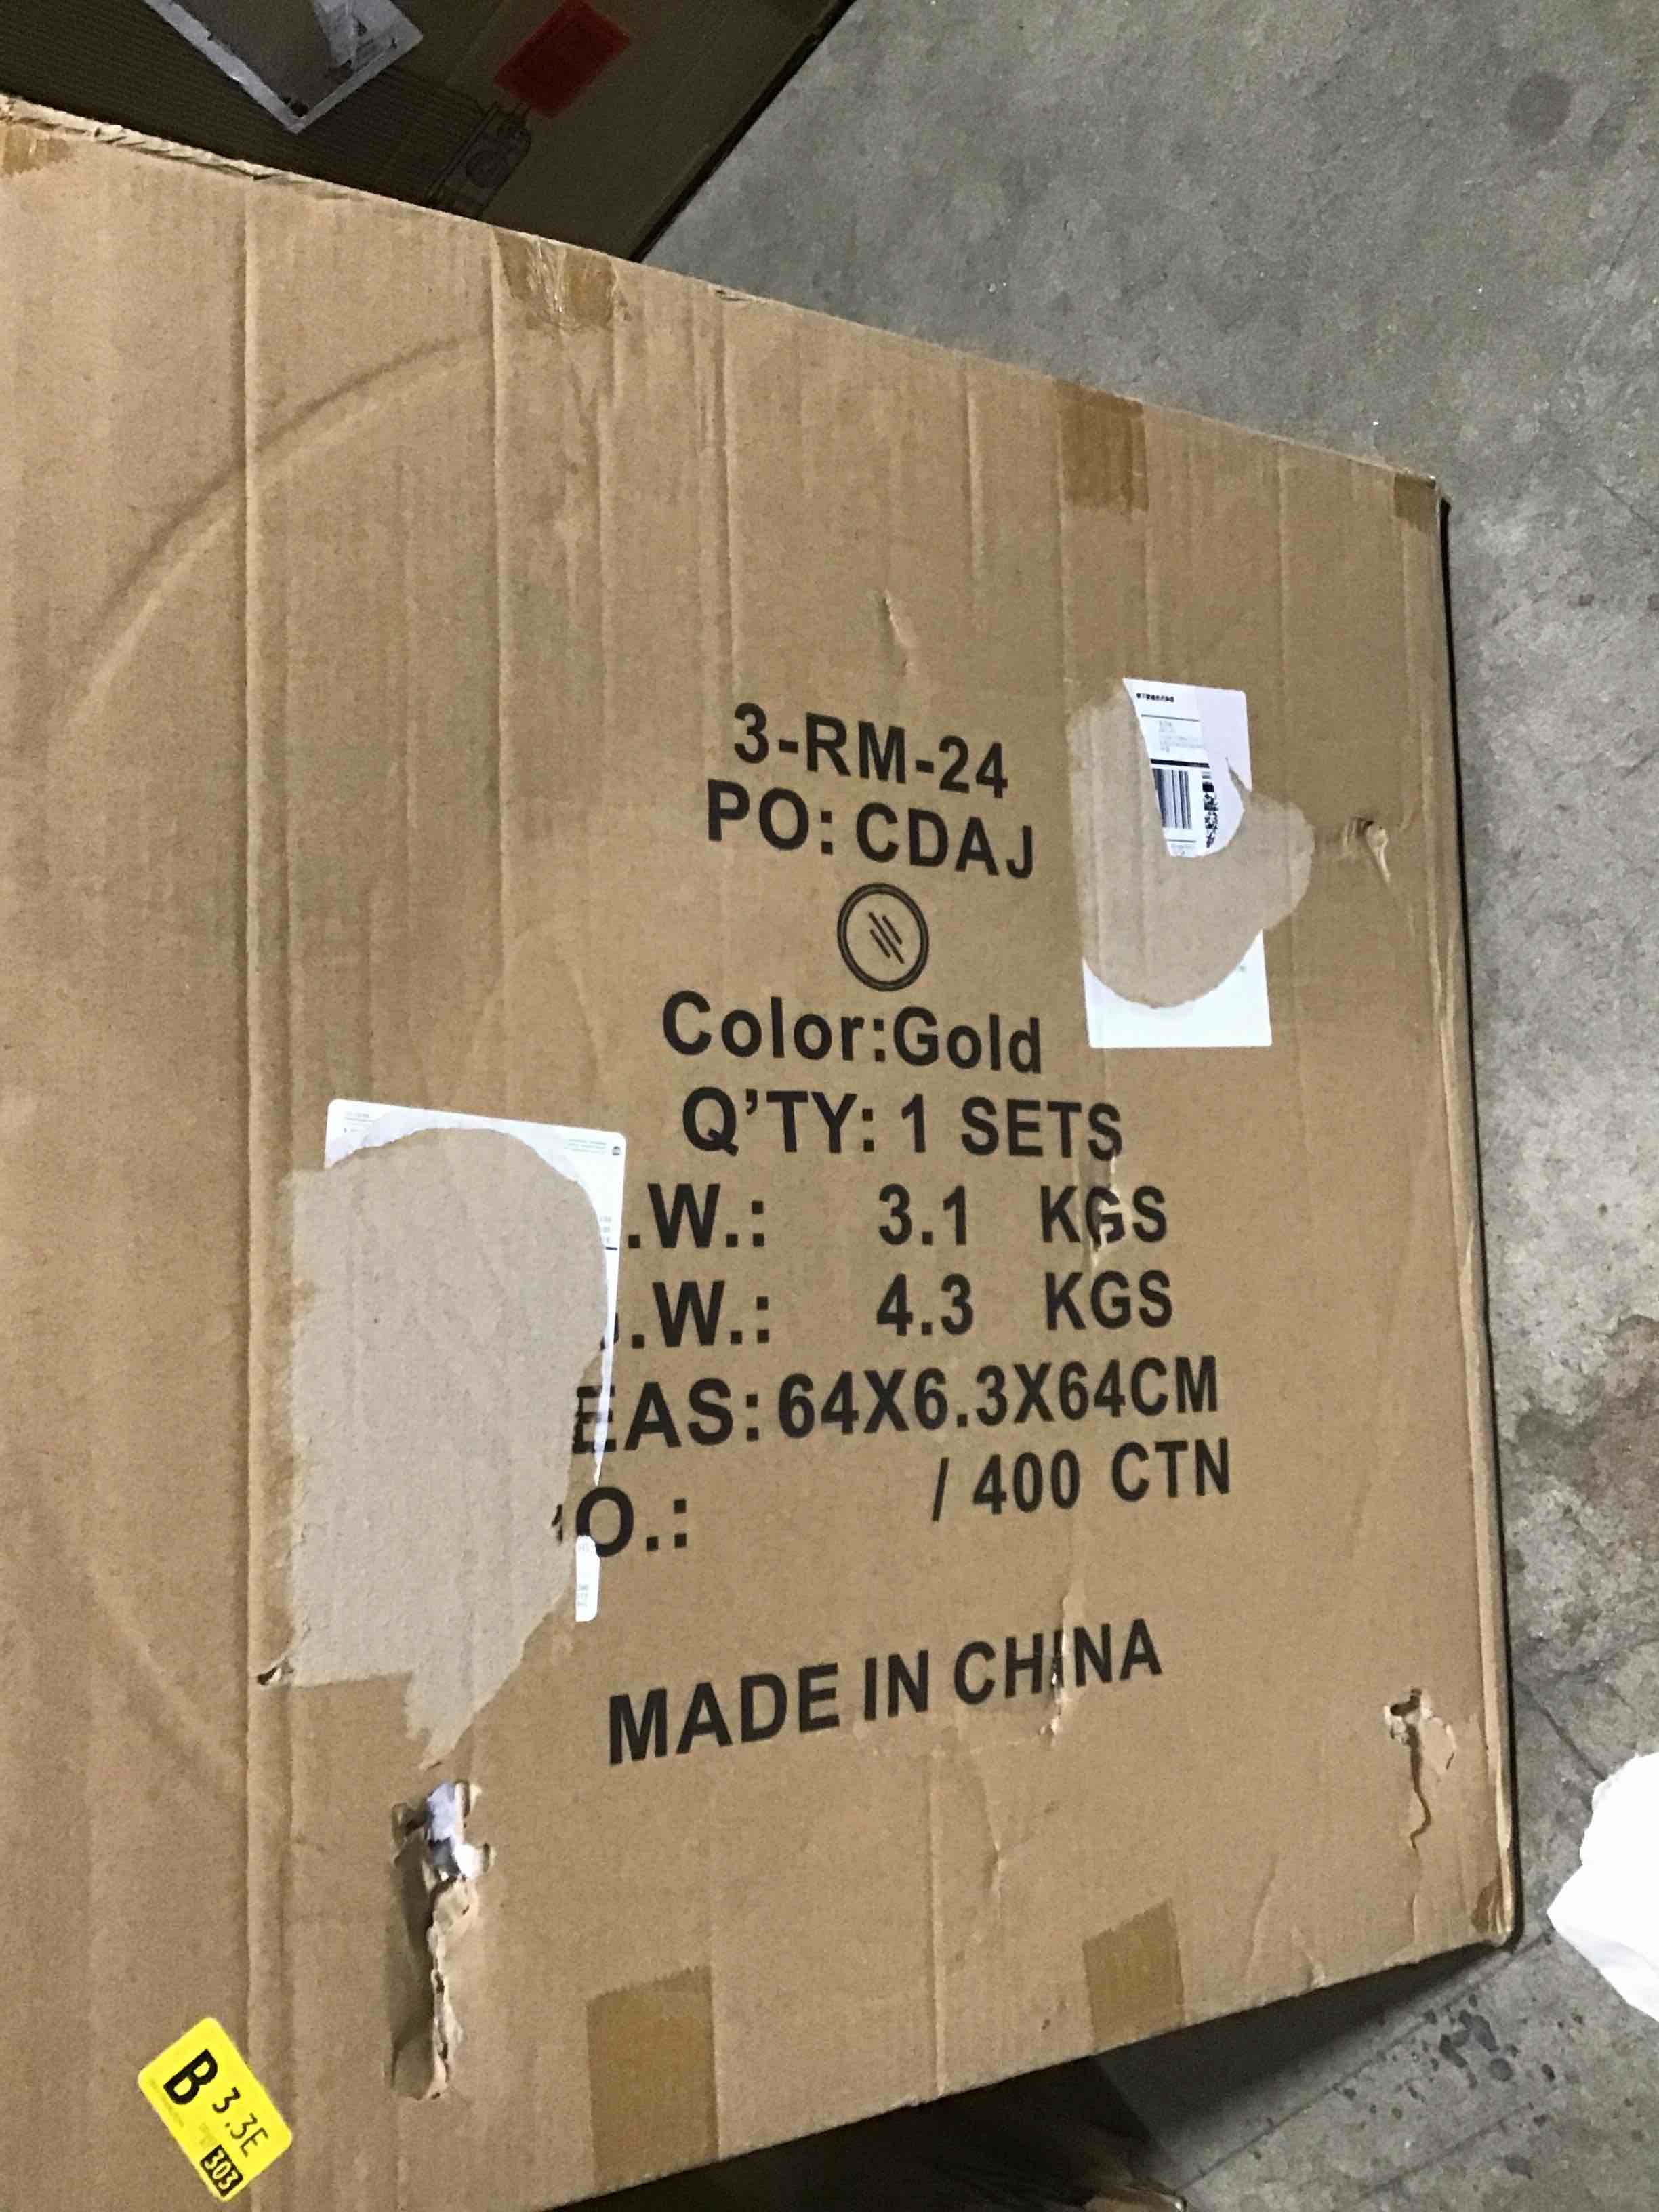 3-RM-24
PO: CDAJ
Color:Gold
Q'TY: 1 SETS
.W.: 3.1 KGS
.W.: 4.3 KGS
EAS: 64X6.3X64CM
O.: / 400 CTN
MADE IN CHINA
B 3.3E
303